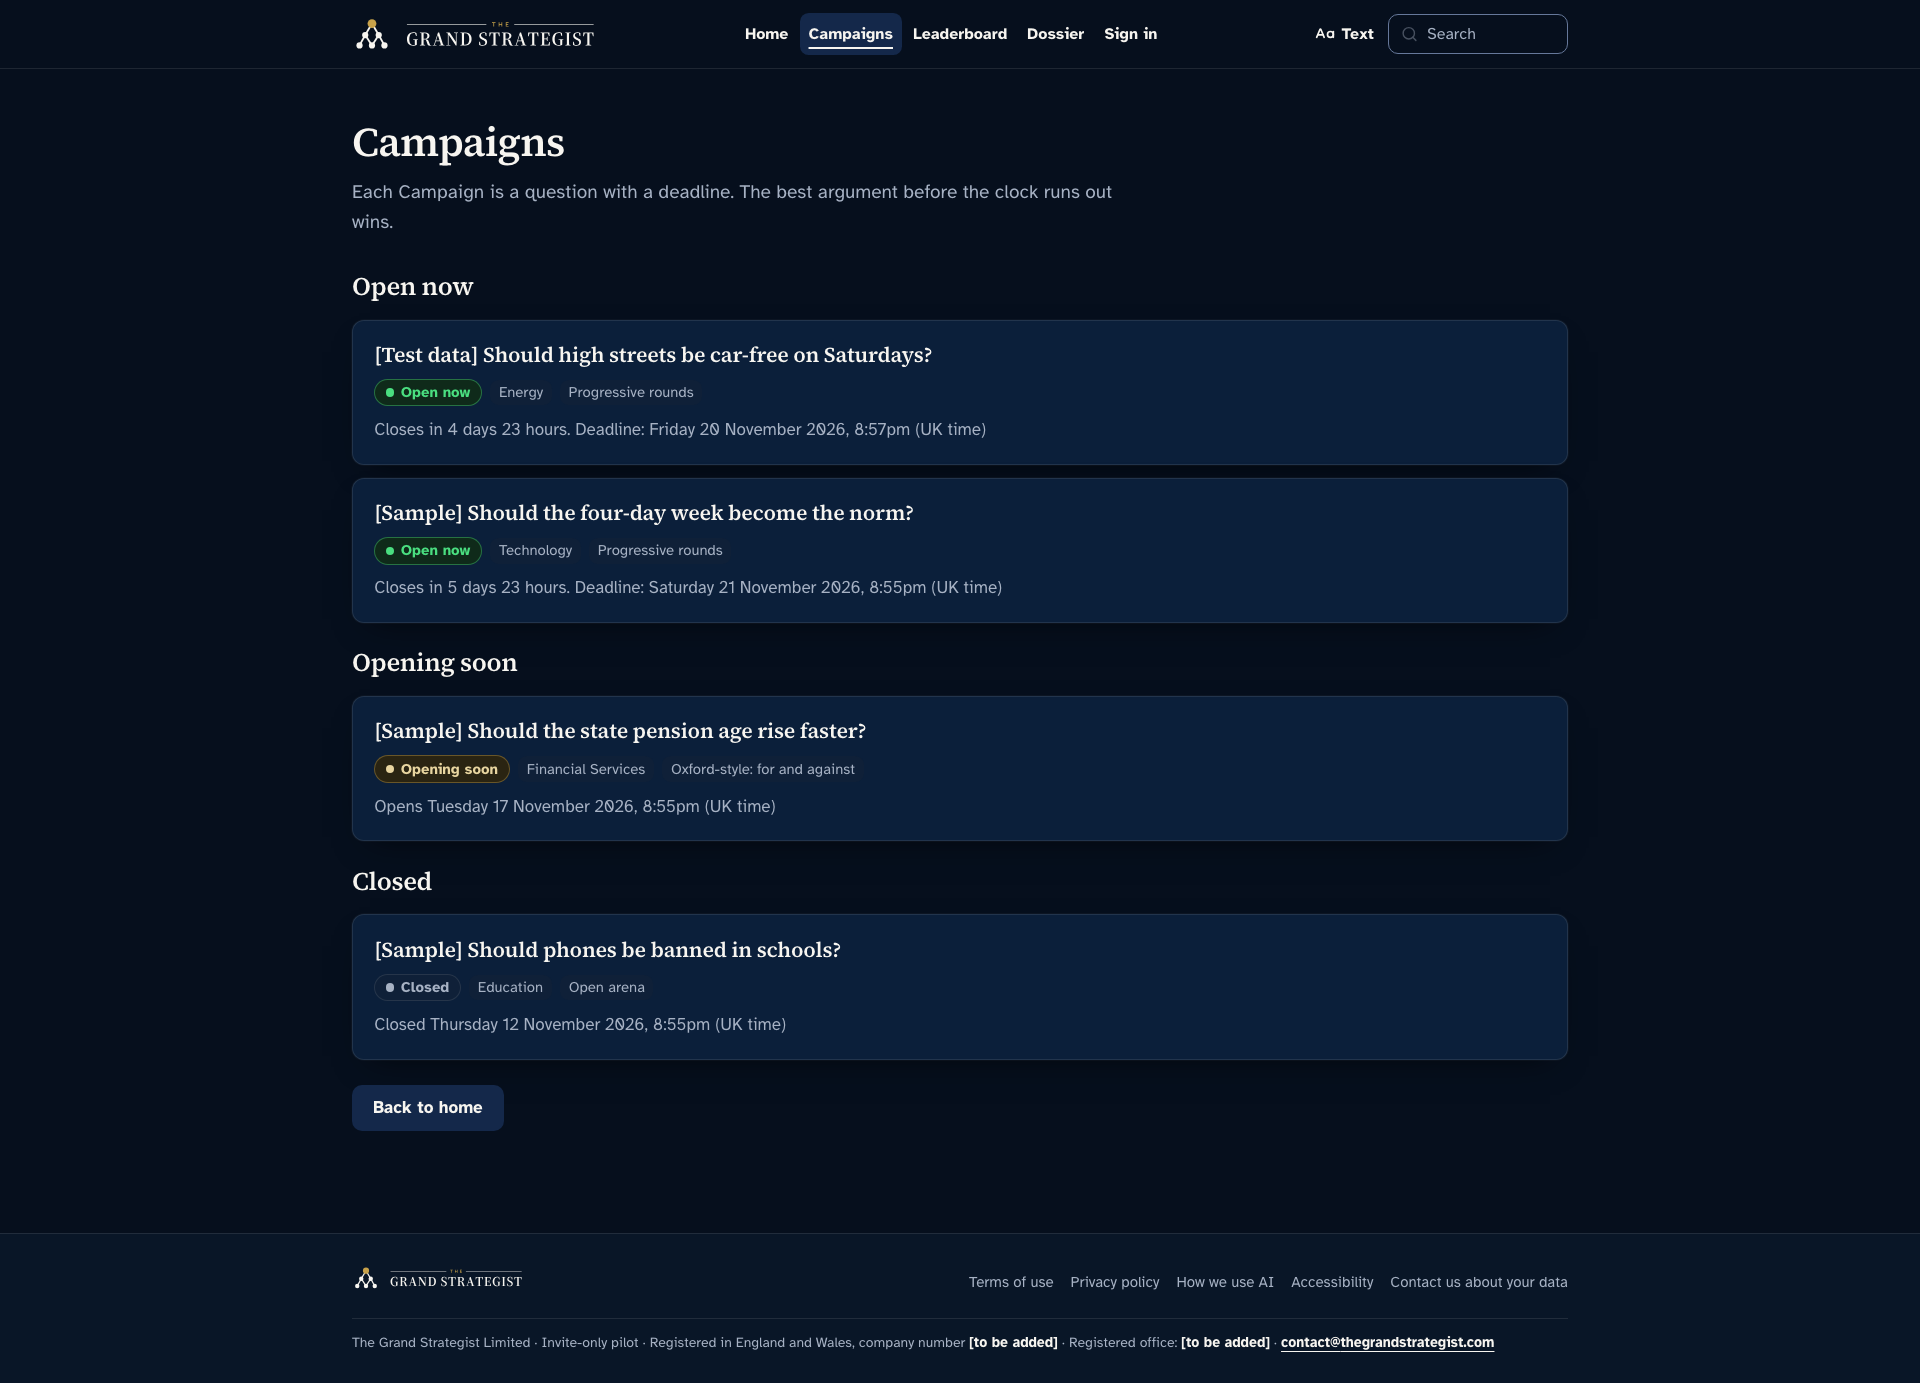 THE
GRAND STRATEGIST
Home Campaigns Leaderboard Dossier Sign in
Aa Text Search
Campaigns
Each Campaign is a question with a deadline. The best argument before the clock runs out
wins.
Open now
[Test data] Should high streets be car-free on Saturdays?
Open now Energy Progressive rounds
Closes in 4 days 23 hours. Deadline: Friday 20 November 2026, 8:57pm (UK time)
[Sample] Should the four-day week become the norm?
Open now Technology Progressive rounds
Closes in 5 days 23 hours. Deadline: Saturday 21 November 2026, 8:55pm (UK time)
Opening soon
[Sample] Should the state pension age rise faster?
Opening soon Financial Services Oxford-style: for and against
Opens Tuesday 17 November 2026, 8:55pm (UK time)
Closed
[Sample] Should phones be banned in schools?
Closed Education Open arena
Closed Thursday 12 November 2026, 8:55pm (UK time)
Back to home
THE
GRAND STRATEGIST
Terms of use Privacy policy How we use AI Accessibility Contact us about your data
The Grand Strategist Limited · Invite-only pilot · Registered in England and Wales, company number [to be added] · Registered office: [to be added] · contact@thegrandstrategist.com